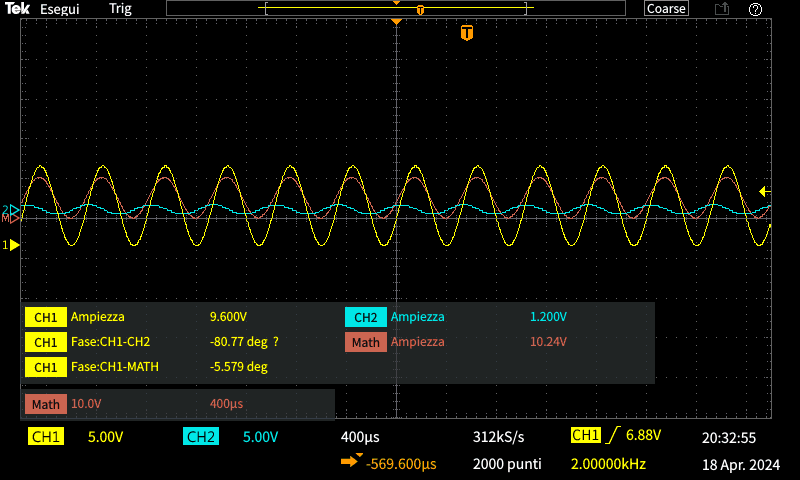 Tek Esegui Trig Coarse
T
T
2
M
1
CH1 Ampiezza 9.600V CH2 Ampiezza 1.200V
CH1 Fase:CH1-CH2 -80.77 deg ? Math Ampiezza 10.24V
CH1 Fase:CH1-MATH -5.579 deg
Math 10.0V 400µs
CH1 5.00V CH2 5.00V 400µs 312kS/s CH1 6.88V 20:32:55
-569.600µs 2000 punti 2.00000kHz 18 Apr. 2024